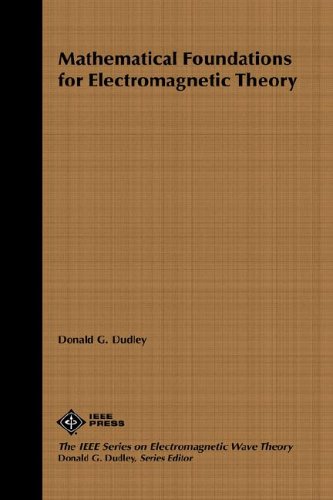 Mathematical Foundations
for Electromagnetic Theory
Donald G. Dudley
IEEE
PRESS
The IEEE Series on Electromagnetic Wave Theory
Donald G. Dudley, Series Editor